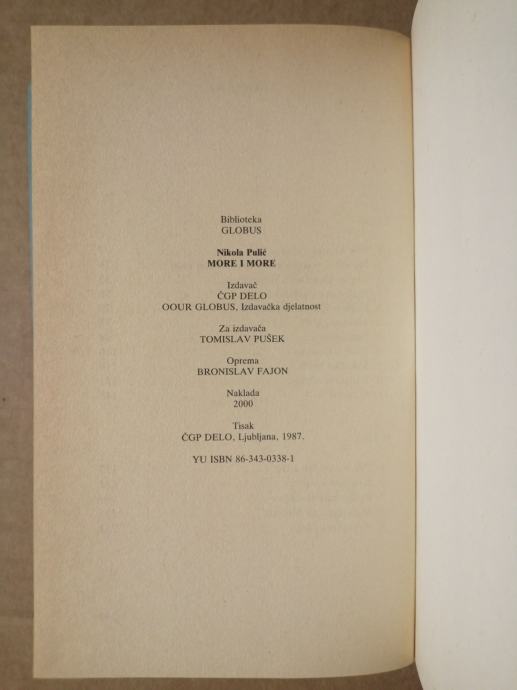 Biblioteka
GLOBUS
Nikola Pulić
MORE I MORE
Izdavač
ČGP DELO
OOUR GLOBUS, Izdavačka djelatnost
Za izdavača
TOMISLAV PUŠEK
Oprema
BRONISLAV FAJON
Naklada
2000
Tisak
ČGP DELO, Ljubljana, 1987.
YU ISBN 86-343-0338-1